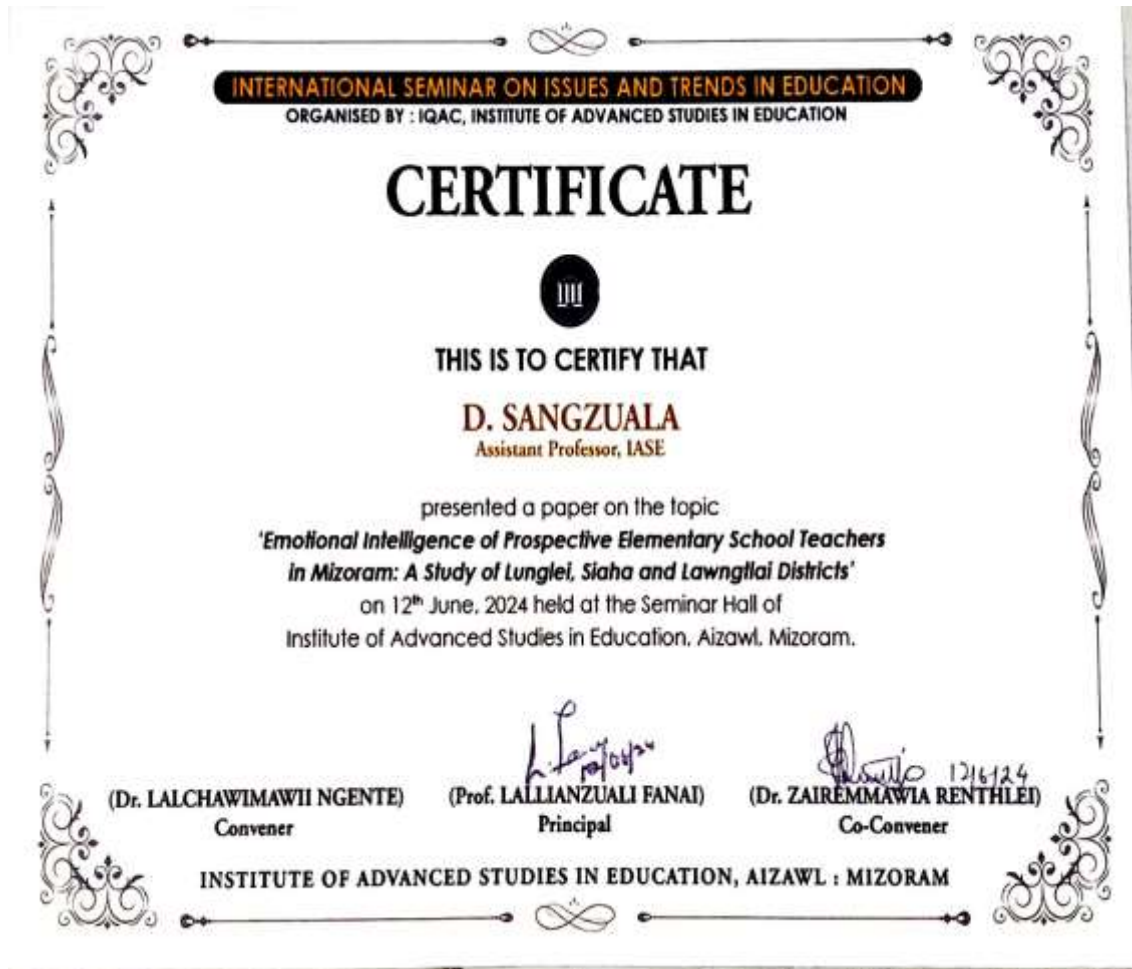 INTERNATIONAL SEMINAR ON ISSUES AND TRENDS IN EDUCATION
ORGANISED BY : IQAC, INSTITUTE OF ADVANCED STUDIES IN EDUCATION
CERTIFICATE
THIS IS TO CERTIFY THAT
D. SANGZUALA
Assistant Professor, IASE
presented a paper on the topic
'Emotional Intelligence of Prospective Elementary School Teachers
in Mizoram: A Study of Lunglei, Siaha and Lawngtlai Districts'
on 12th June, 2024 held at the Seminar Hall of
Institute of Advanced Studies in Education, Aizawl, Mizoram.
12/6/24
(Dr. LALCHAWIMAWII NGENTE) (Prof. LALLIANZUALI FANAI) (Dr. ZAIREMMAWIA RENTHLEI)
Convener Principal Co-Convener
INSTITUTE OF ADVANCED STUDIES IN EDUCATION, AIZAWL : MIZORAM